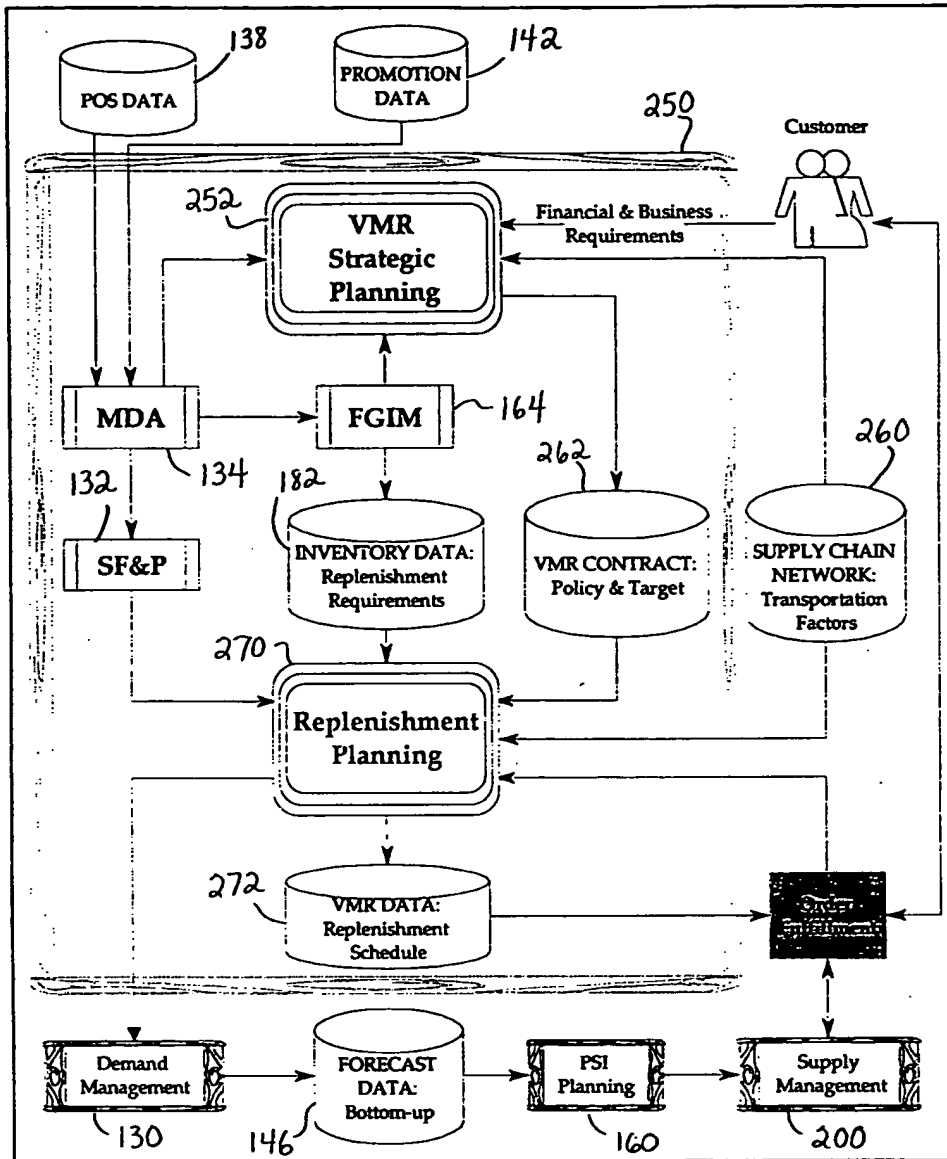 138
142
POS DATA
PROMOTION
DATA
250
Customer
252
VMR
Strategic
Planning
Financial & Business
Requirements
MDA
FGIM
164
134
132
262
260
182
SF&P
INVENTORY DATA:
Replenishment
Requirements
VMR CONTRACT:
Policy & Target
SUPPLY CHAIN
NETWORK:
Transportation
Factors
270
Replenishment
Planning
272
VMR DATA:
Replenishment
Schedule
Order
Fulfillment
Demand
Management
FORECAST
DATA:
Bottom-up
PSI
Planning
Supply
Management
130
146
160
200